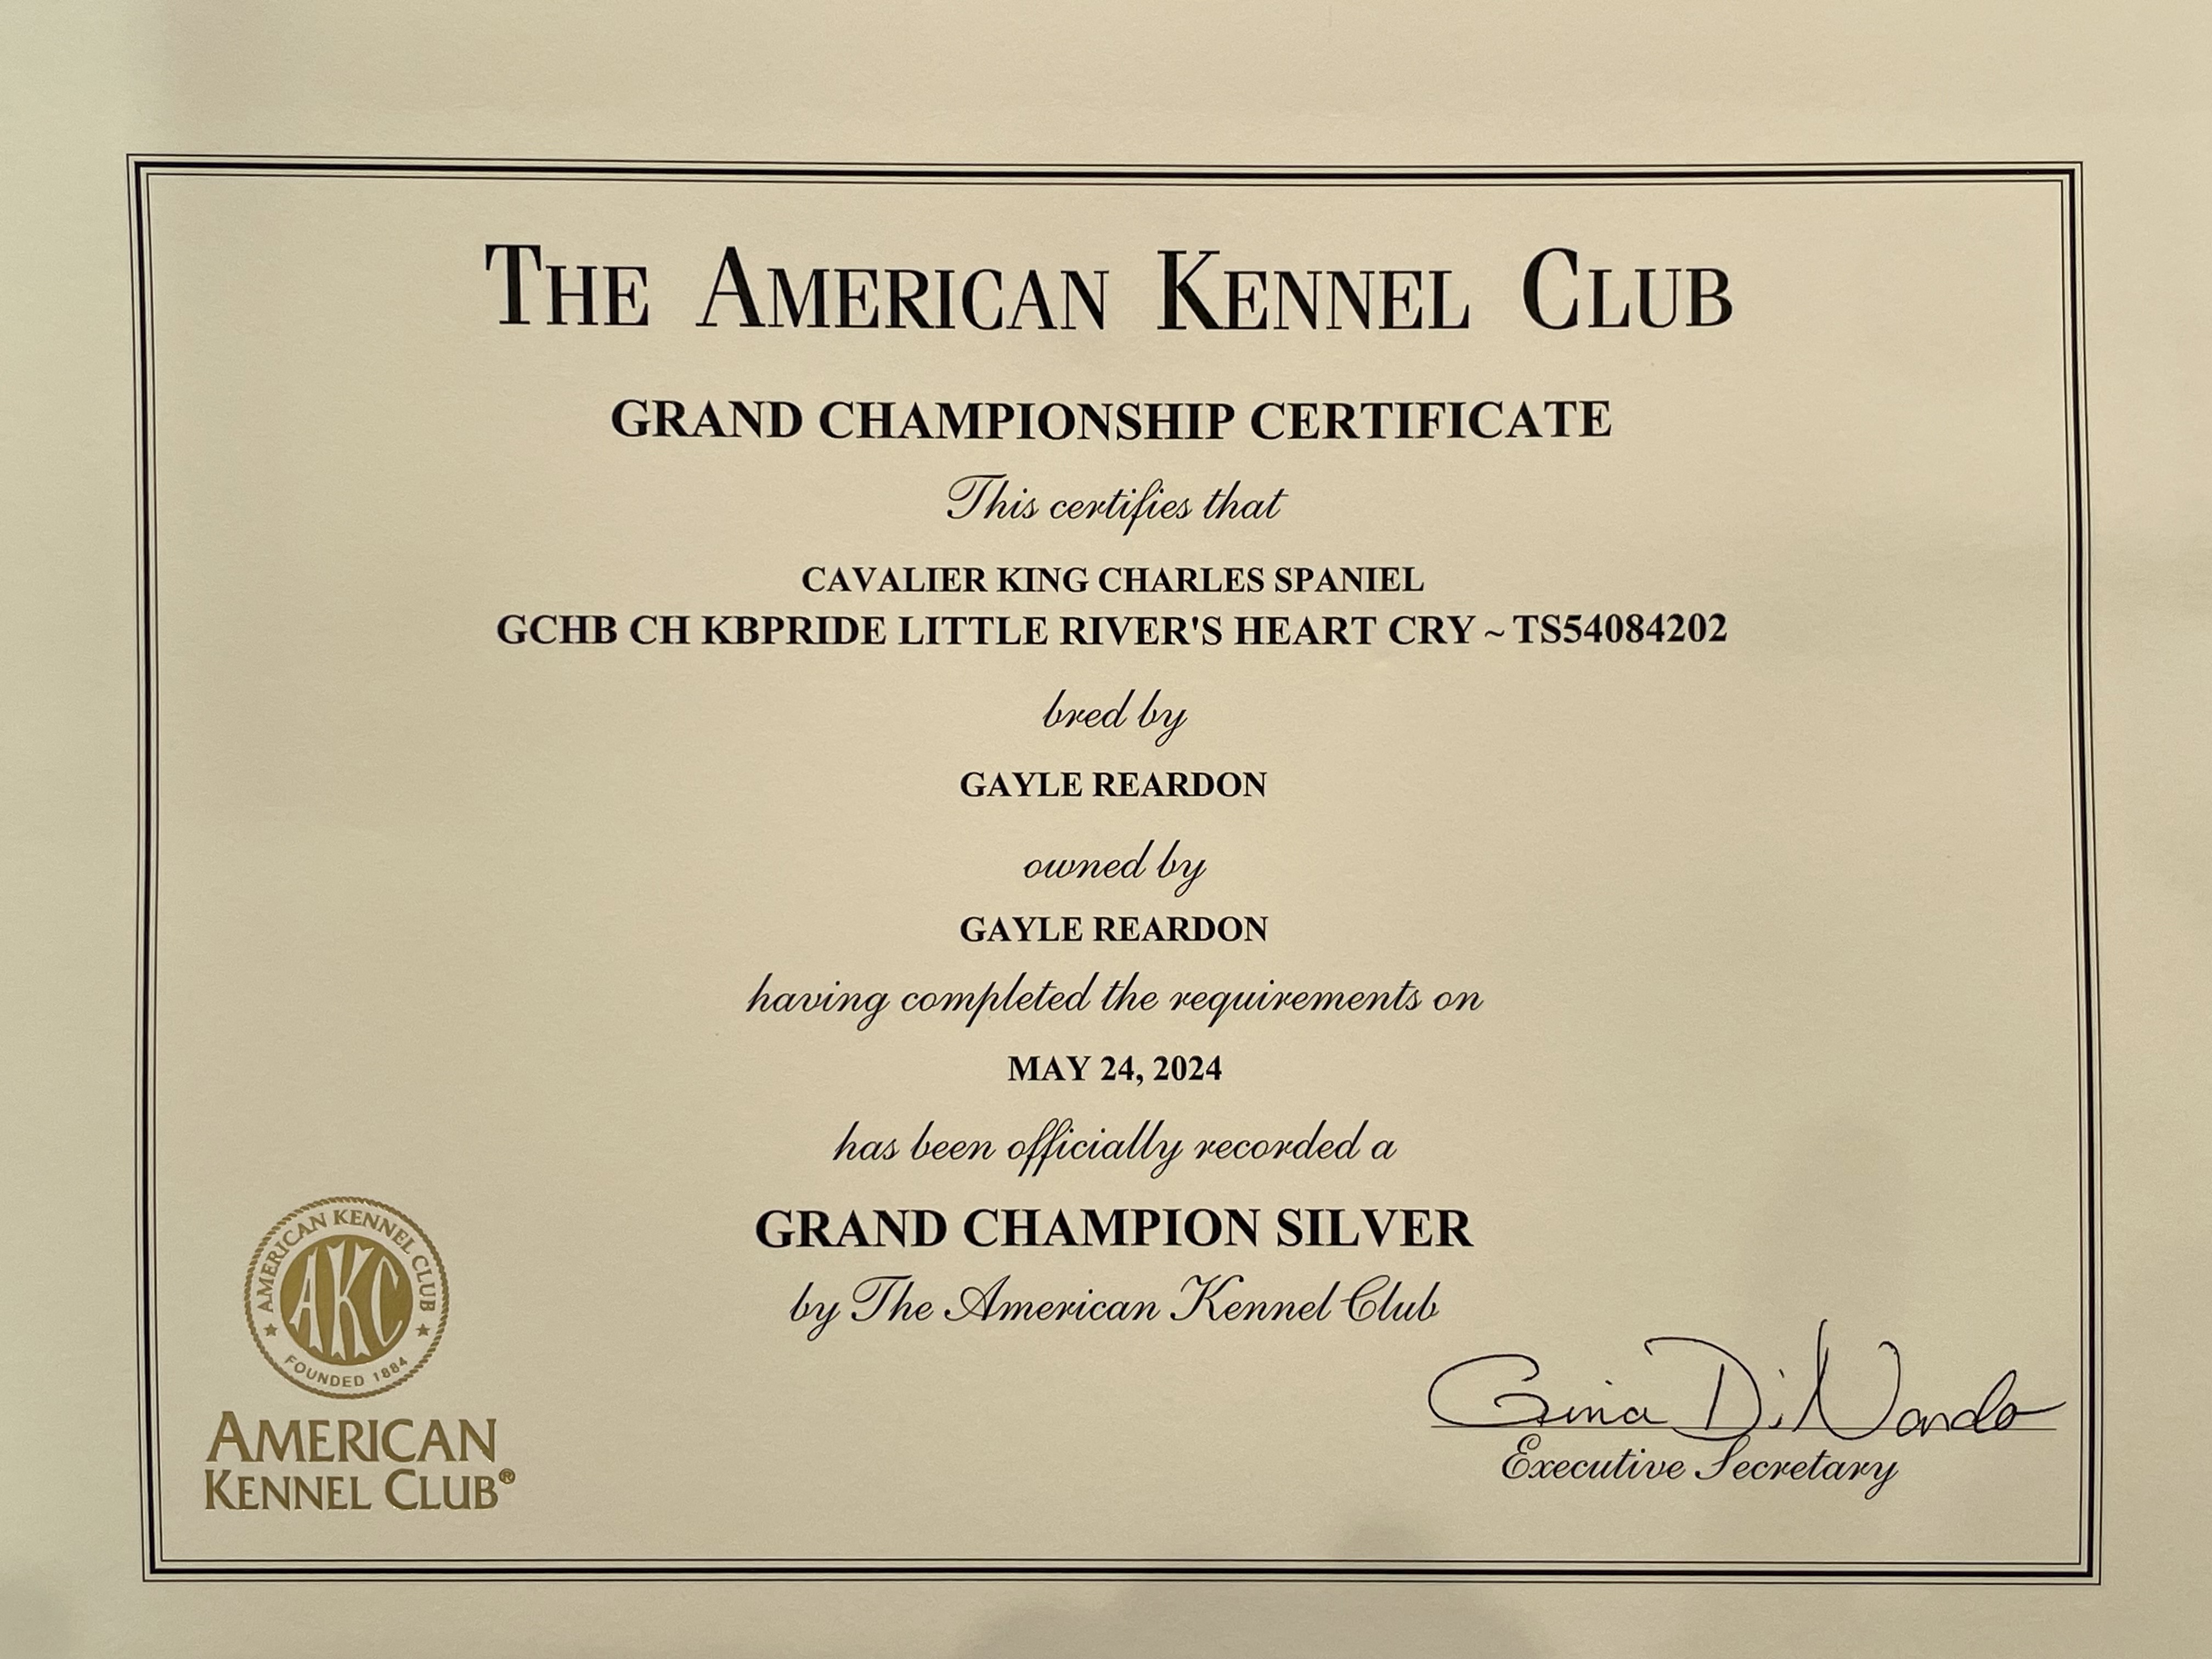 THE AMERICAN KENNEL CLUB
GRAND CHAMPIONSHIP CERTIFICATE
This certifies that
CAVALIER KING CHARLES SPANIEL
GCHB CH KBPRIDE LITTLE RIVER'S HEART CRY ~ TS54084202
bred by
GAYLE REARDON
owned by
GAYLE REARDON
having completed the requirements on
MAY 24, 2024
has been officially recorded a
GRAND CHAMPION SILVER
by The American Kennel Club
AMERICAN KENNEL CLUB
AKC
FOUNDED 1884
AMERICAN
KENNEL CLUB®
Gina DiNardo
Executive Secretary